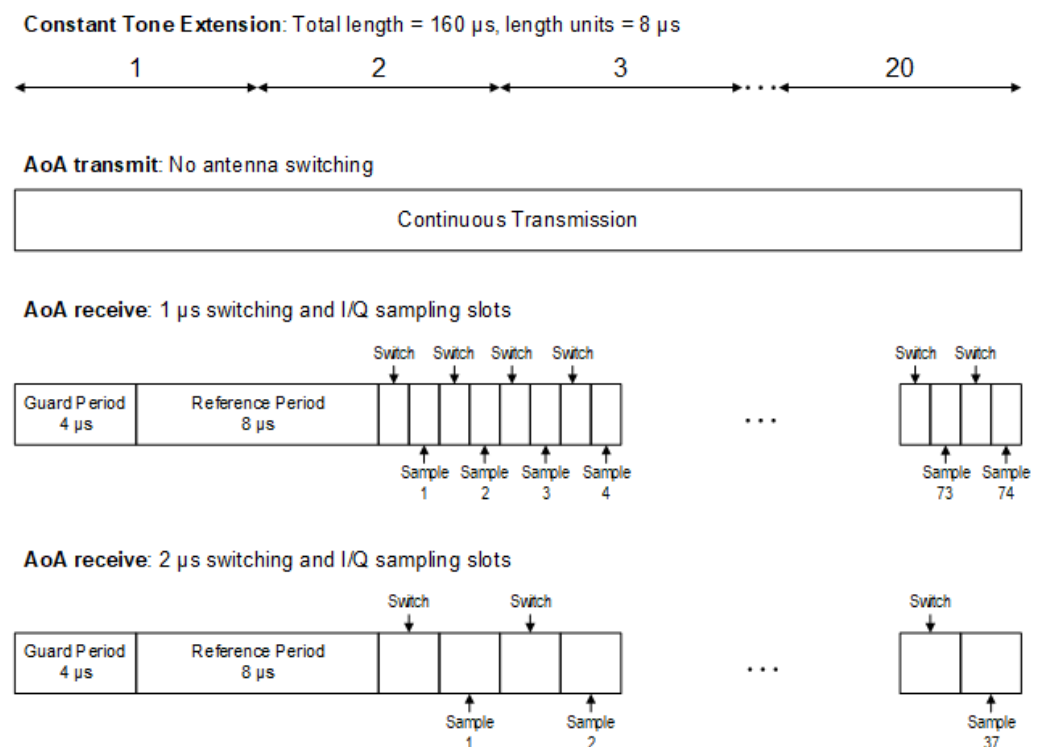 Constant Tone Extension: Total length = 160 µs, length units = 8 µs
1 2 3 ... 20
AoA transmit: No antenna switching
Continuous Transmission
AoA receive: 1 µs switching and I/Q sampling slots
Switch Switch Switch Switch Switch Switch
Guard Period Reference Period
4 µs 8 µs ...
Sample Sample Sample Sample Sample Sample
1 2 3 4 73 74
AoA receive: 2 µs switching and I/Q sampling slots
Switch Switch Switch
Guard Period Reference Period
4 µs 8 µs ...
Sample Sample Sample
1 2 37